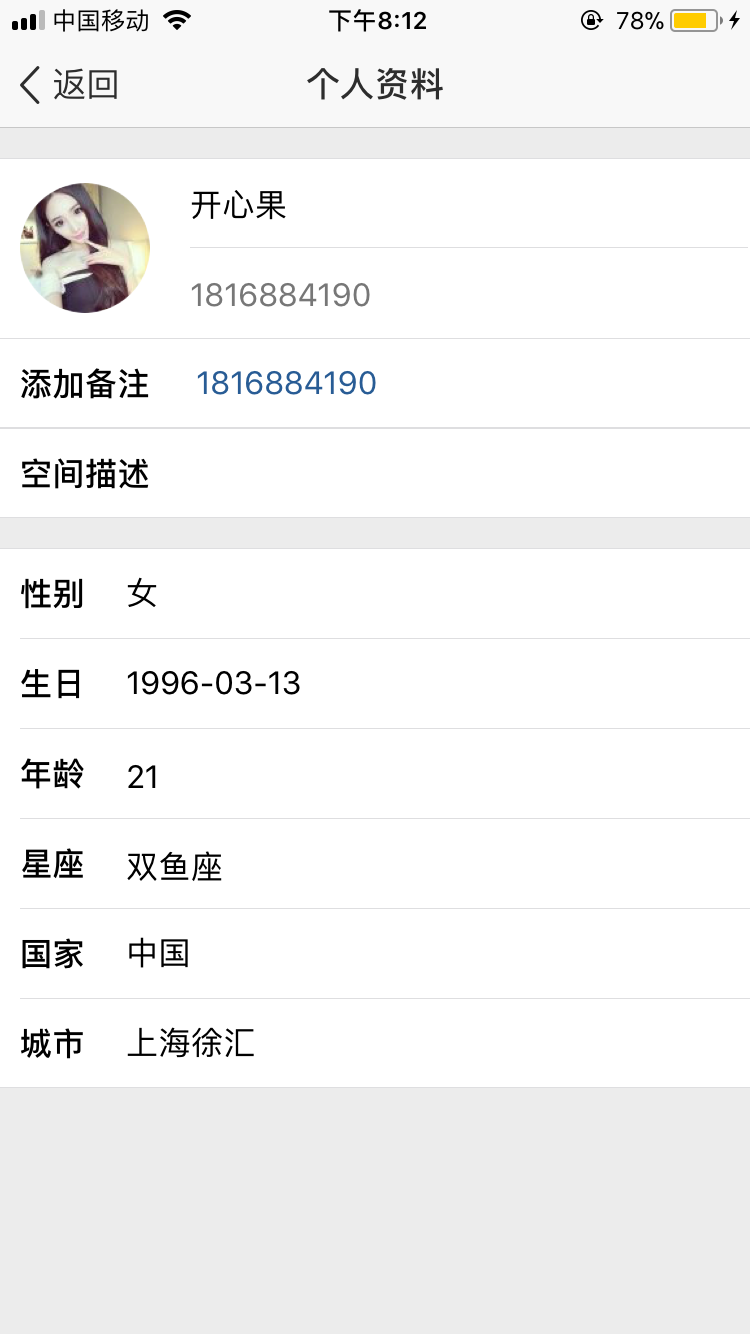 中国移动 下午8:12 78%
返回 个人资料
开心果
1816884190
添加备注 1816884190
空间描述
性别 女
生日 1996-03-13
年龄 21
星座 双鱼座
国家 中国
城市 上海徐汇